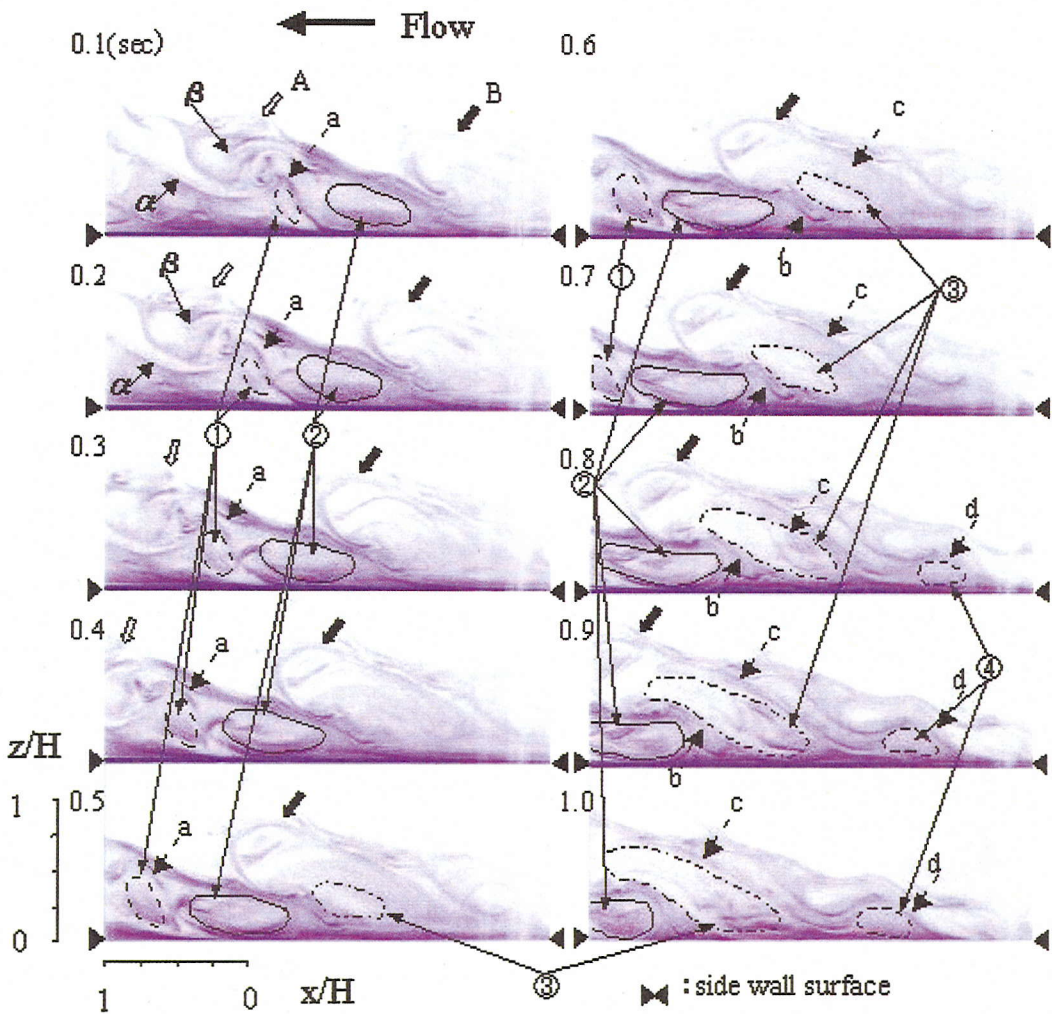 Flow
0.1(sec)
A
B
β
a
α
0.2
β
a
α
① ②
0.3
a
0.4
a
z/H
1
0.5
a
0
1 x/H 0
0.6
c
b
① 0.7
c
③
b
0.8
②
c
d
b
0.9
c
④
d
b
1.0
c
d
③
: side wall surface